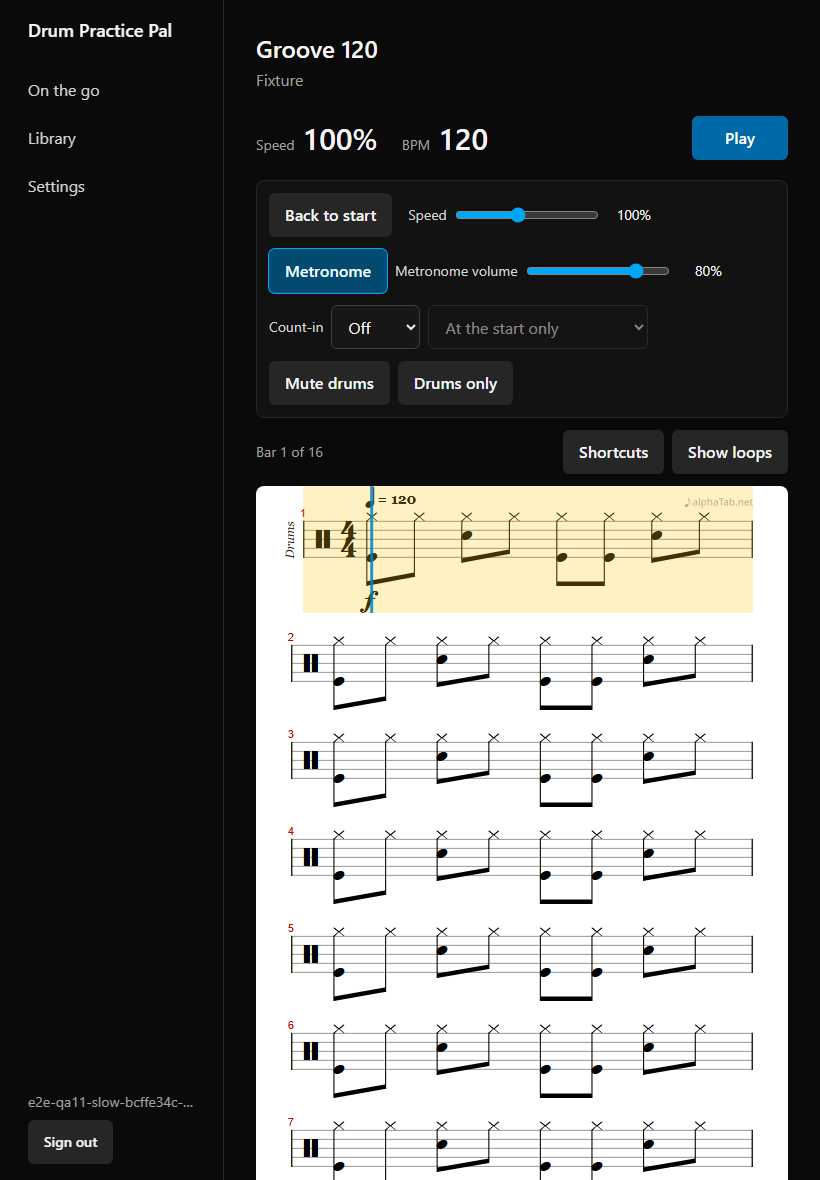 Drum Practice Pal
On the go
Library
Settings
e2e-qa11-slow-bcffe34c-...
Sign out
Groove 120
Fixture
Speed 100% BPM 120
Play
Back to start Speed 100%
Metronome Metronome volume 80%
Count-in Off At the start only
Mute drums Drums only
Bar 1 of 16 Shortcuts Show loops
= 120
alphaTab.net
1
Drums
4
4
f
2
3
4
5
6
7